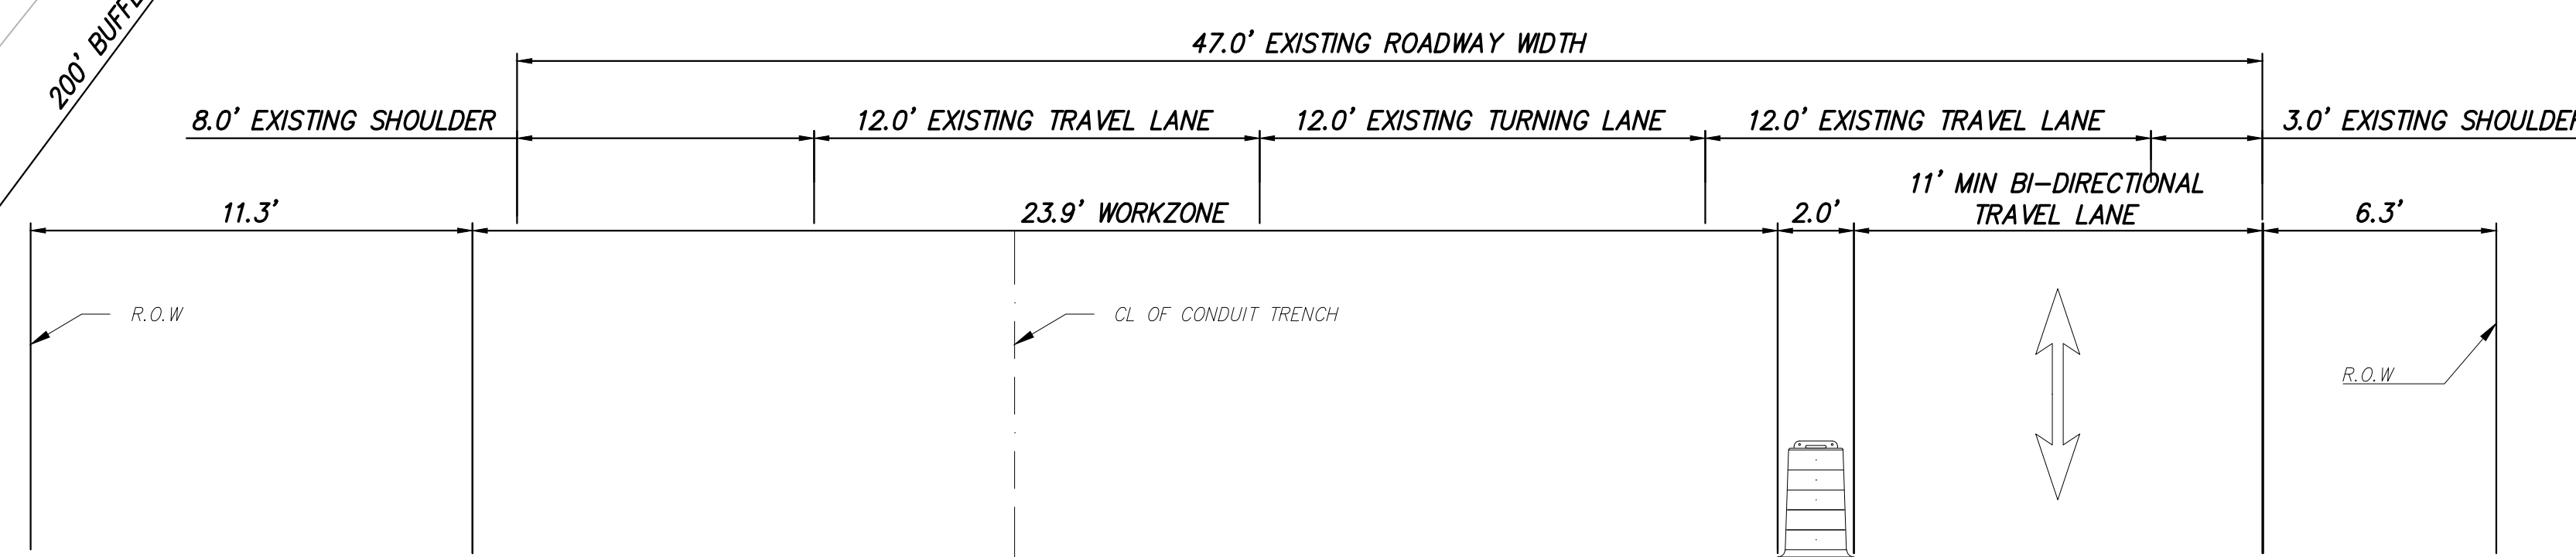 200' BUFFE
47.0' EXISTING ROADWAY WIDTH
8.0' EXISTING SHOULDER
12.0' EXISTING TRAVEL LANE
12.0' EXISTING TURNING LANE
12.0' EXISTING TRAVEL LANE
3.0' EXISTING SHOULDER
11.3'
23.9' WORKZONE
2.0'
11' MIN BI-DIRECTIONAL
TRAVEL LANE
6.3'
R.O.W
CL OF CONDUIT TRENCH
R.O.W